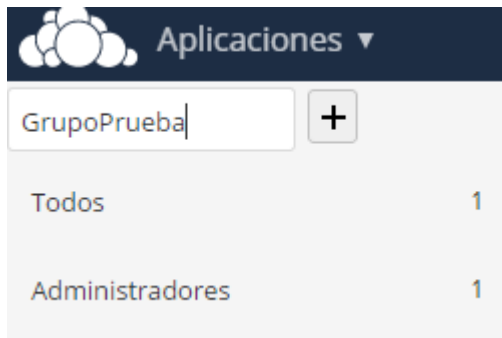 Aplicaciones ▼
GrupoPrueba +
Todos 1
Administradores 1